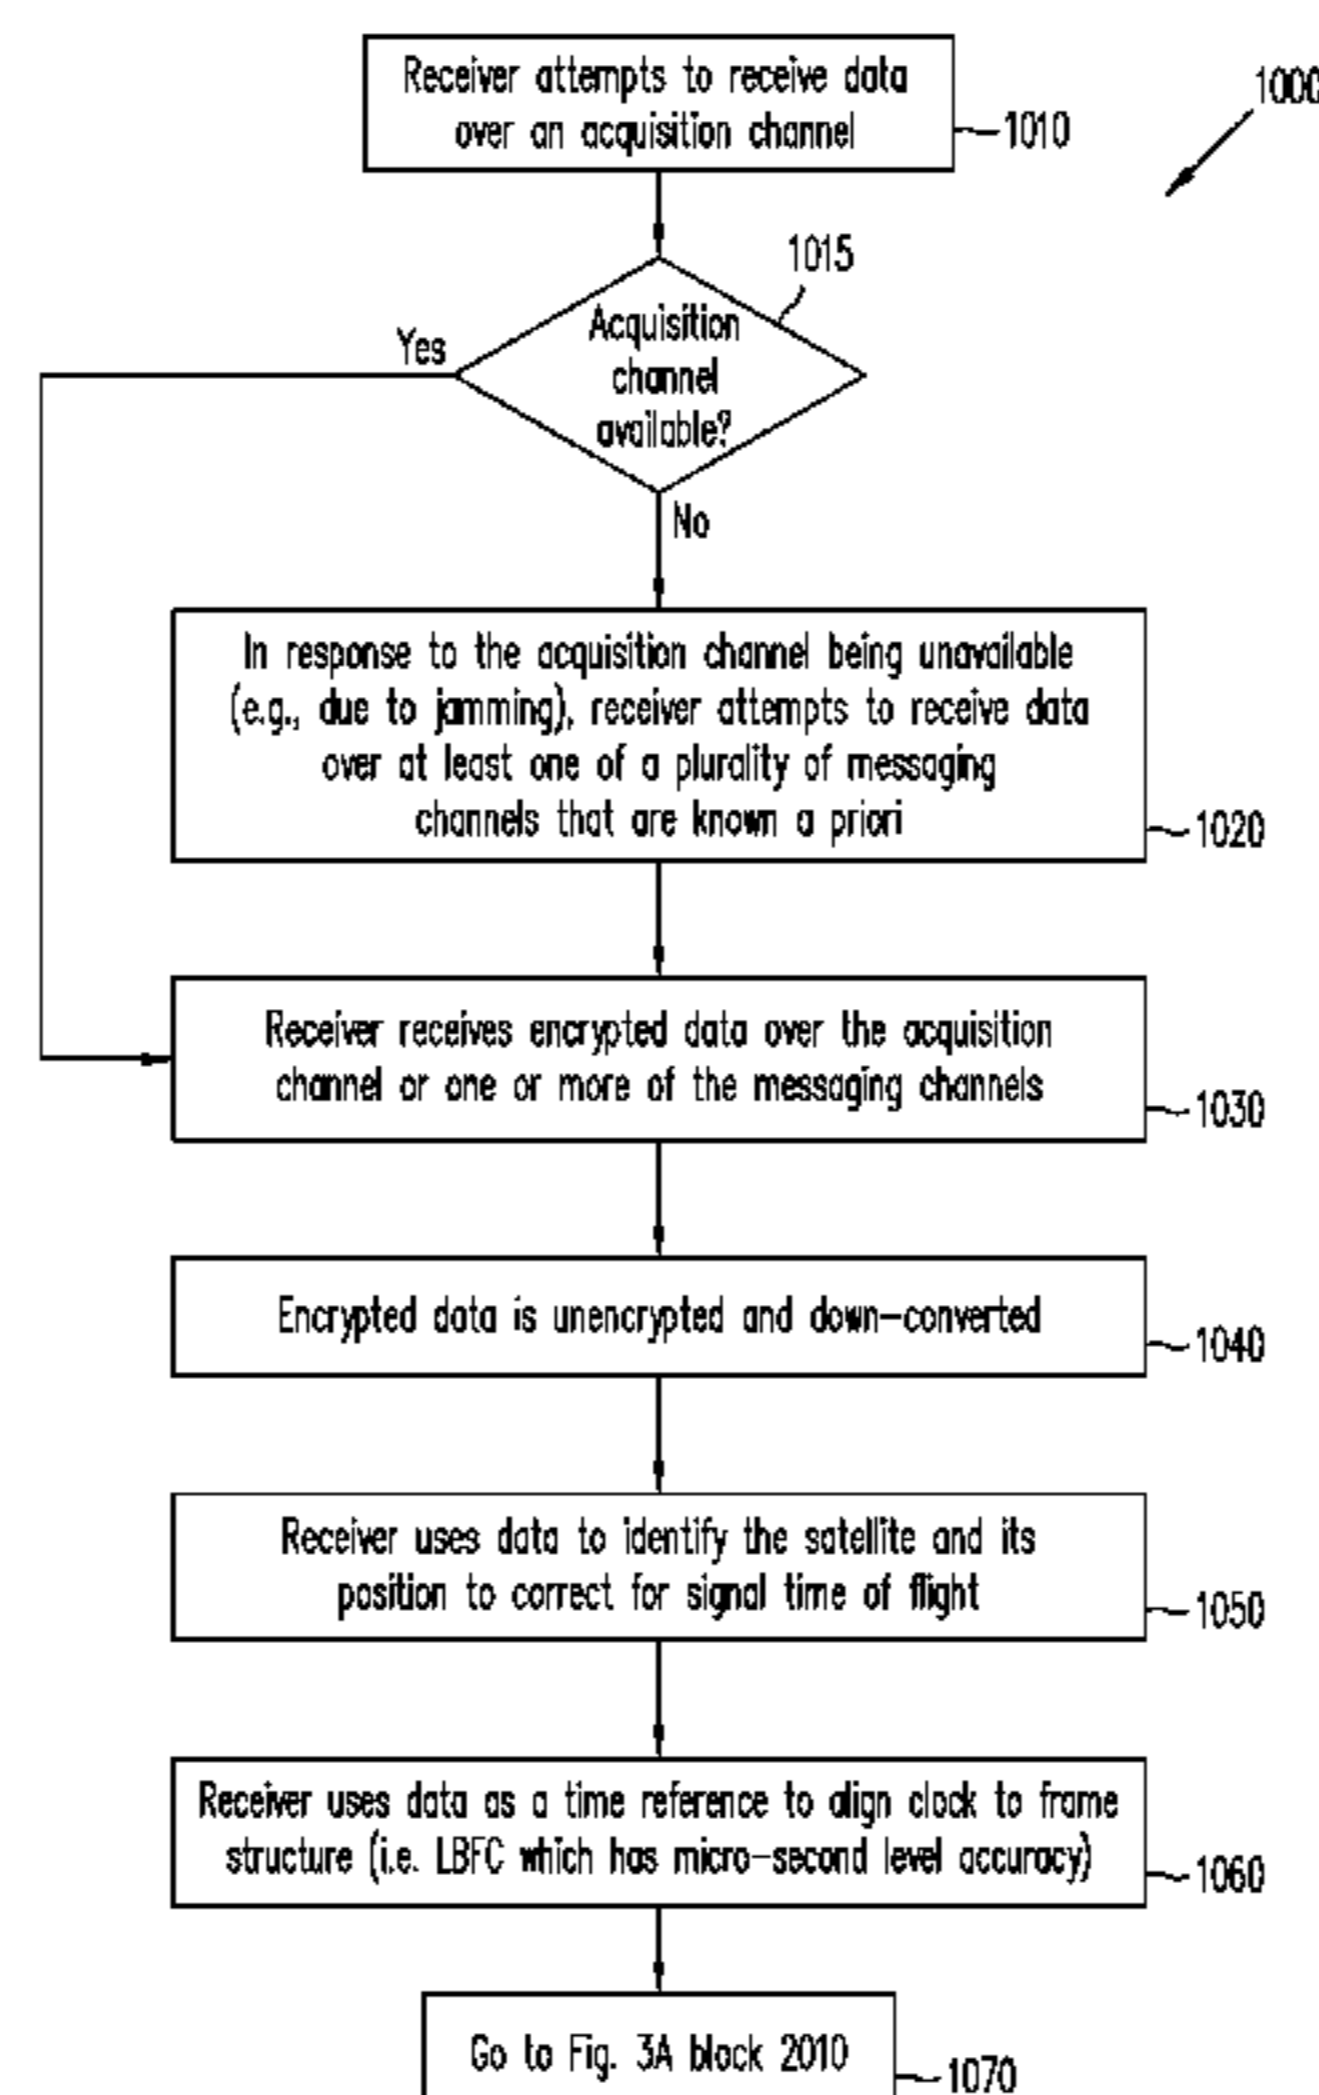 Receiver attempts to receive data
over an acquisition channel
1010
1000
1015
Acquisition
channel
available?
Yes
No
In response to the acquisition channel being unavailable
(e.g., due to jamming), receiver attempts to receive data
over at least one of a plurality of messaging
channels that are known a priori
1020
Receiver receives encrypted data over the acquisition
channel or one or more of the messaging channels
1030
Encrypted data is unencrypted and down-converted
1040
Receiver uses data to identify the satellite and its
position to correct for signal time of flight
1050
Receiver uses data as a time reference to align clock to frame
structure (i.e. LBFC which has micro-second level accuracy)
1060
Go to Fig. 3A block 2010
1070